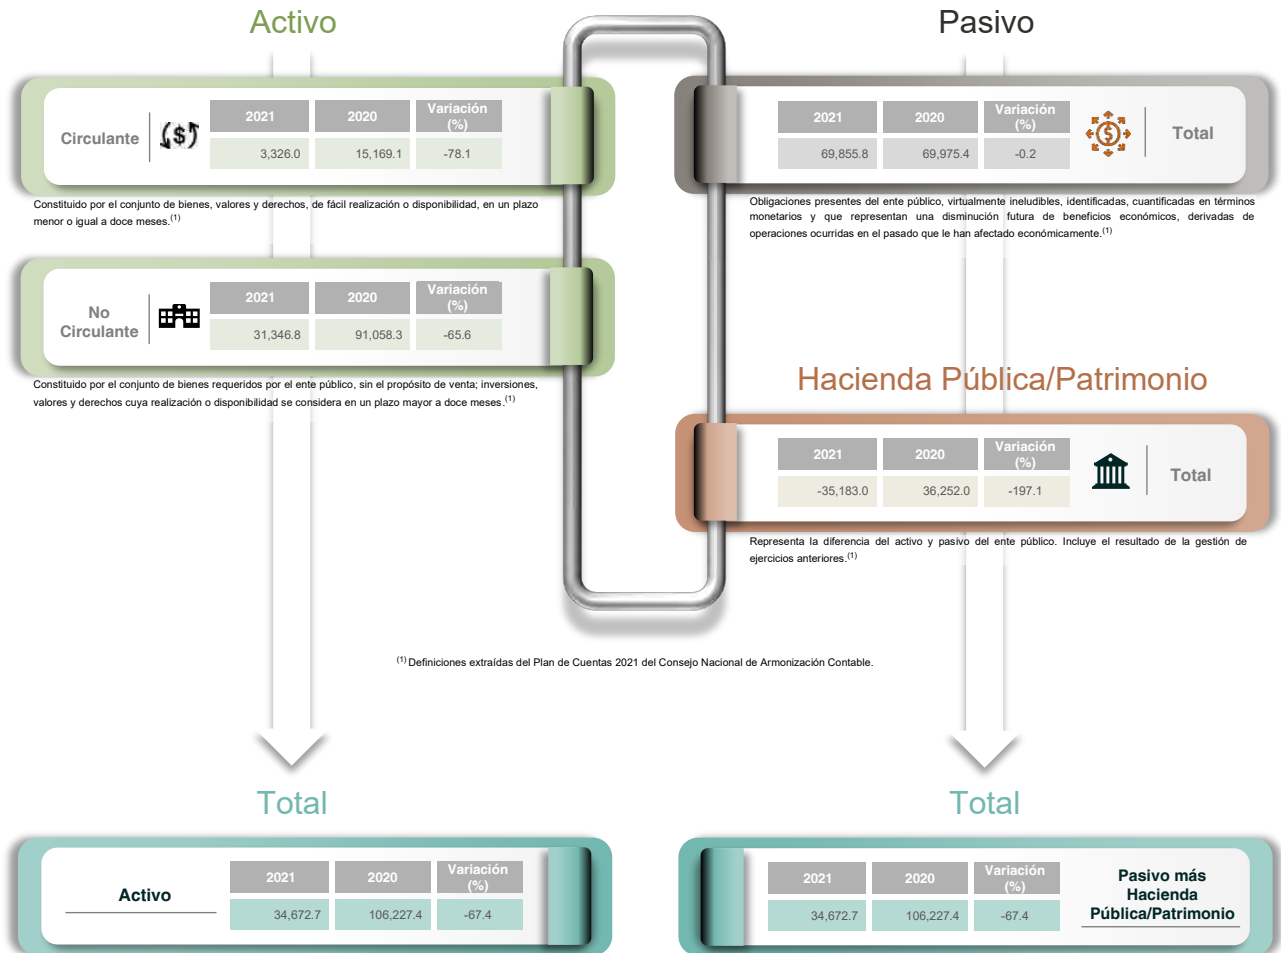 Activo
Circulante
2021 2020 Variación (%)
3,326.0 15,169.1 -78.1
Constituido por el conjunto de bienes, valores y derechos, de fácil realización o disponibilidad, en un plazo
menor o igual a doce meses.(1)
No
Circulante
2021 2020 Variación (%)
31,346.8 91,058.3 -65.6
Constituido por el conjunto de bienes requeridos por el ente público, sin el propósito de venta; inversiones,
valores y derechos cuya realización o disponibilidad se considera en un plazo mayor a doce meses.(1)
Pasivo
2021 2020 Variación (%)
69,855.8 69,975.4 -0.2
Total
Obligaciones presentes del ente público, virtualmente ineludibles, identificadas, cuantificadas en términos
monetarios y que representan una disminución futura de beneficios económicos, derivadas de
operaciones ocurridas en el pasado que le han afectado económicamente.(1)
Hacienda Pública/Patrimonio
2021 2020 Variación (%)
-35,183.0 36,252.0 -197.1
Total
Representa la diferencia del activo y pasivo del ente público. Incluye el resultado de la gestión de
ejercicios anteriores.(1)
(1) Definiciones extraídas del Plan de Cuentas 2021 del Consejo Nacional de Armonización Contable.
Total
Activo
2021 2020 Variación (%)
34,672.7 106,227.4 -67.4
Total
2021 2020 Variación (%)
34,672.7 106,227.4 -67.4
Pasivo más
Hacienda
Pública/Patrimonio